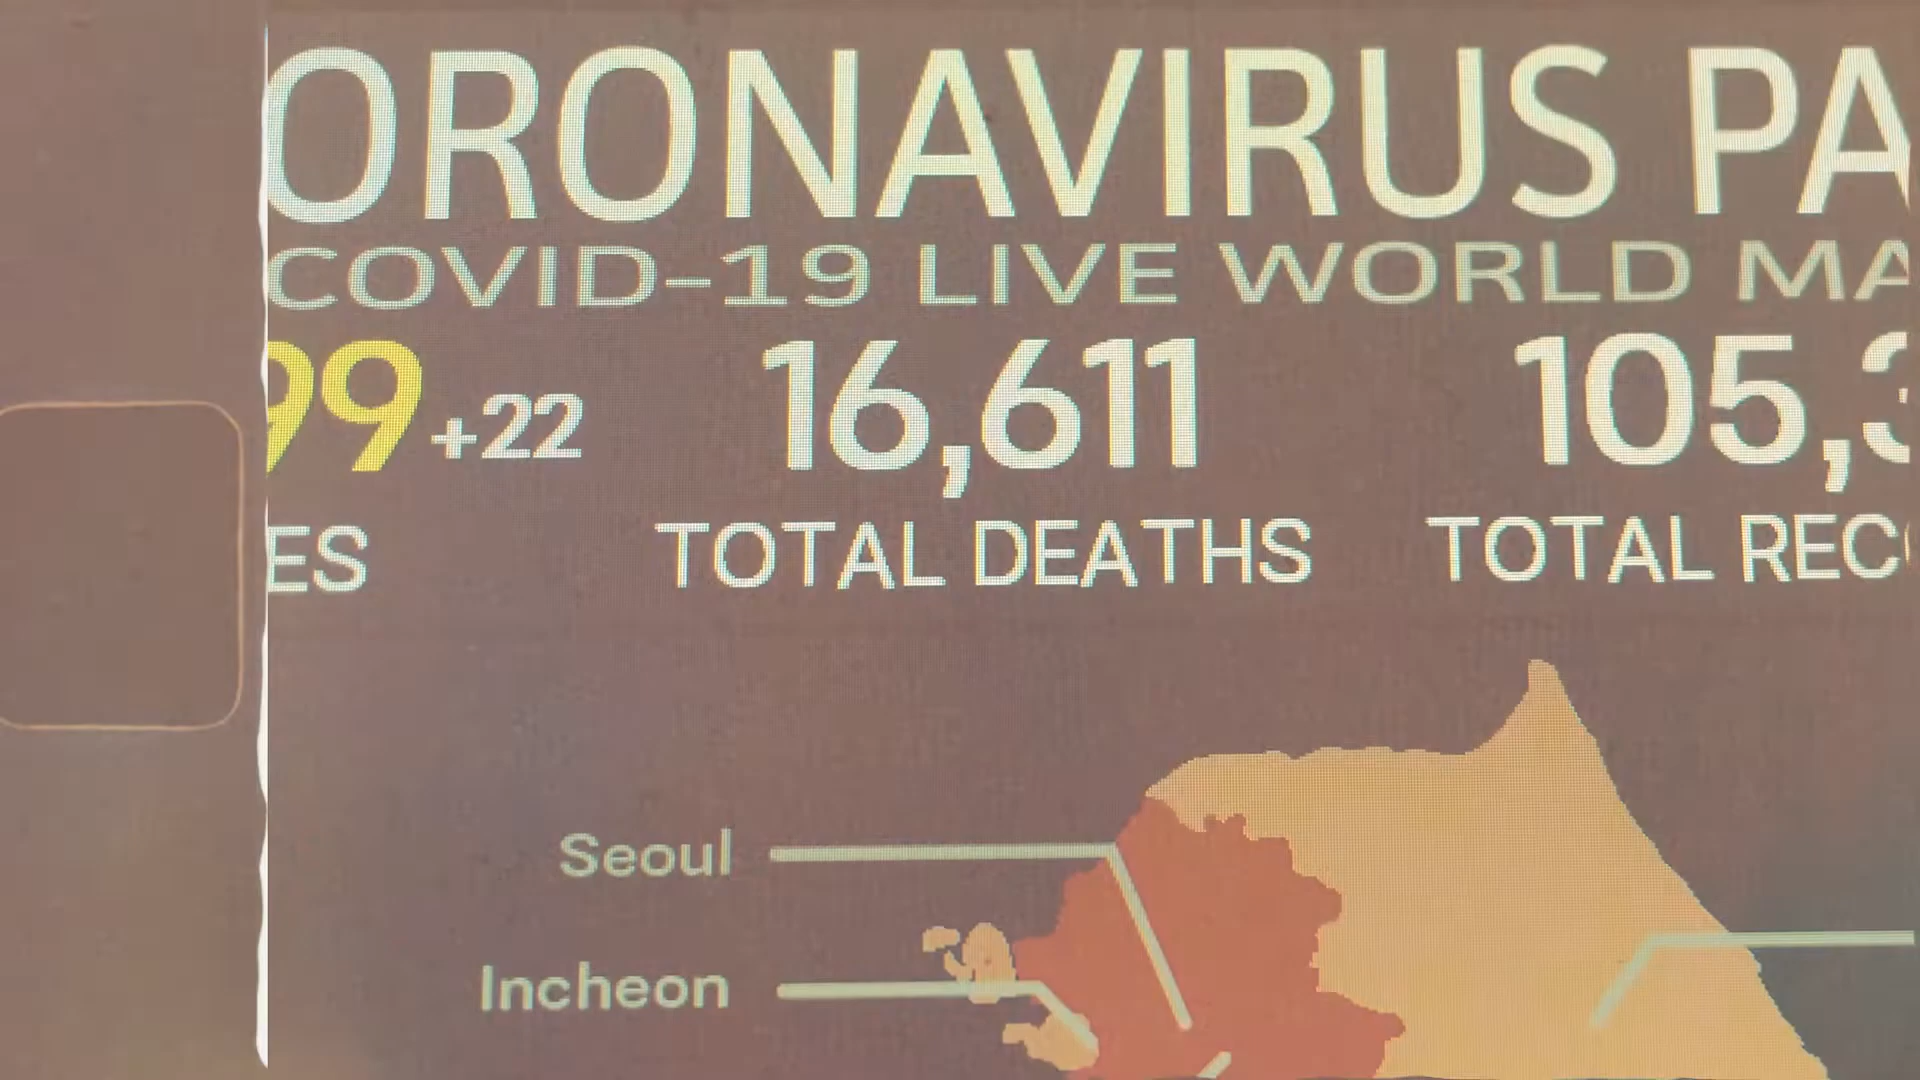 ORONAVIRUS PA
COVID-19 LIVE WORLD MA
99 +22 16,611 105,3
ES TOTAL DEATHS TOTAL REC
Seoul
Incheon